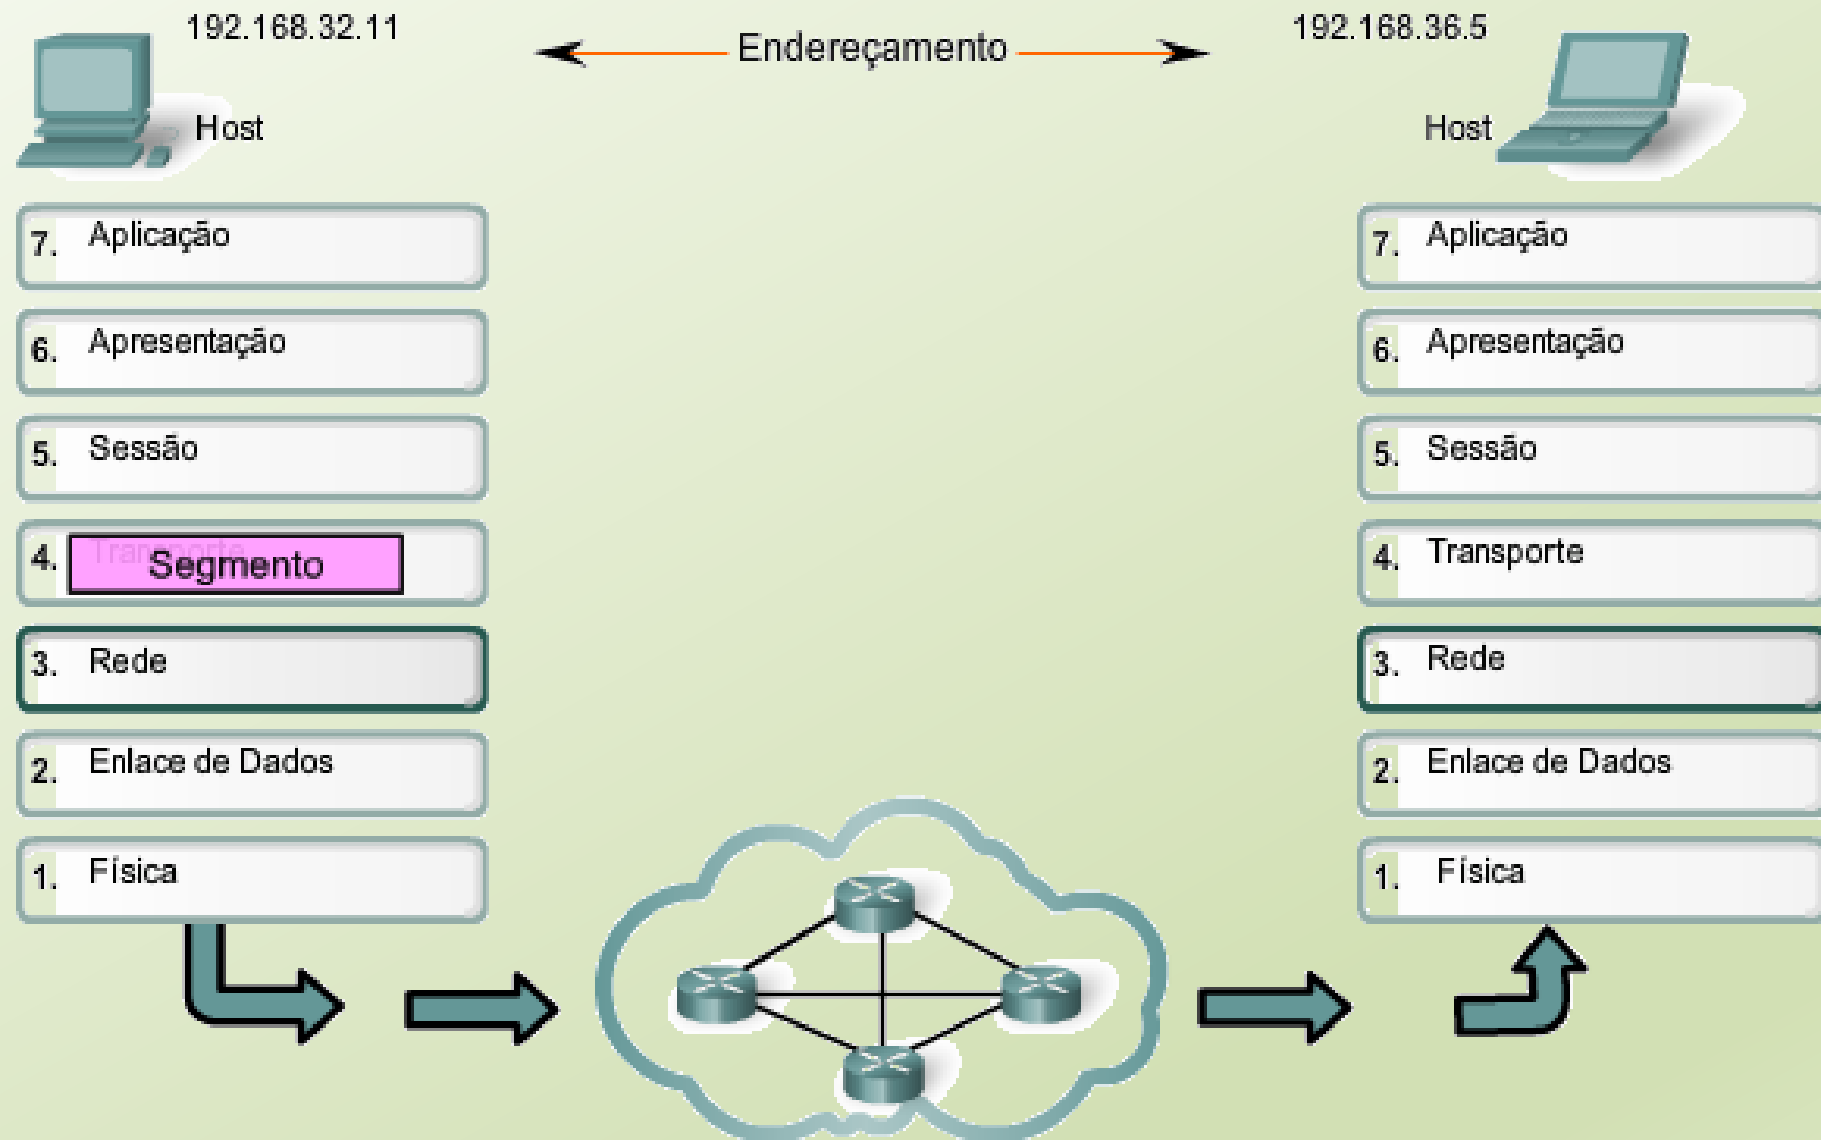 192.168.32.11
Endereçamento
192.168.36.5
Host
Host
7. Aplicação
6. Apresentação
5. Sessão
4. Transporte
Segmento
3. Rede
2. Enlace de Dados
1. Física
7. Aplicação
6. Apresentação
5. Sessão
4. Transporte
3. Rede
2. Enlace de Dados
1. Física